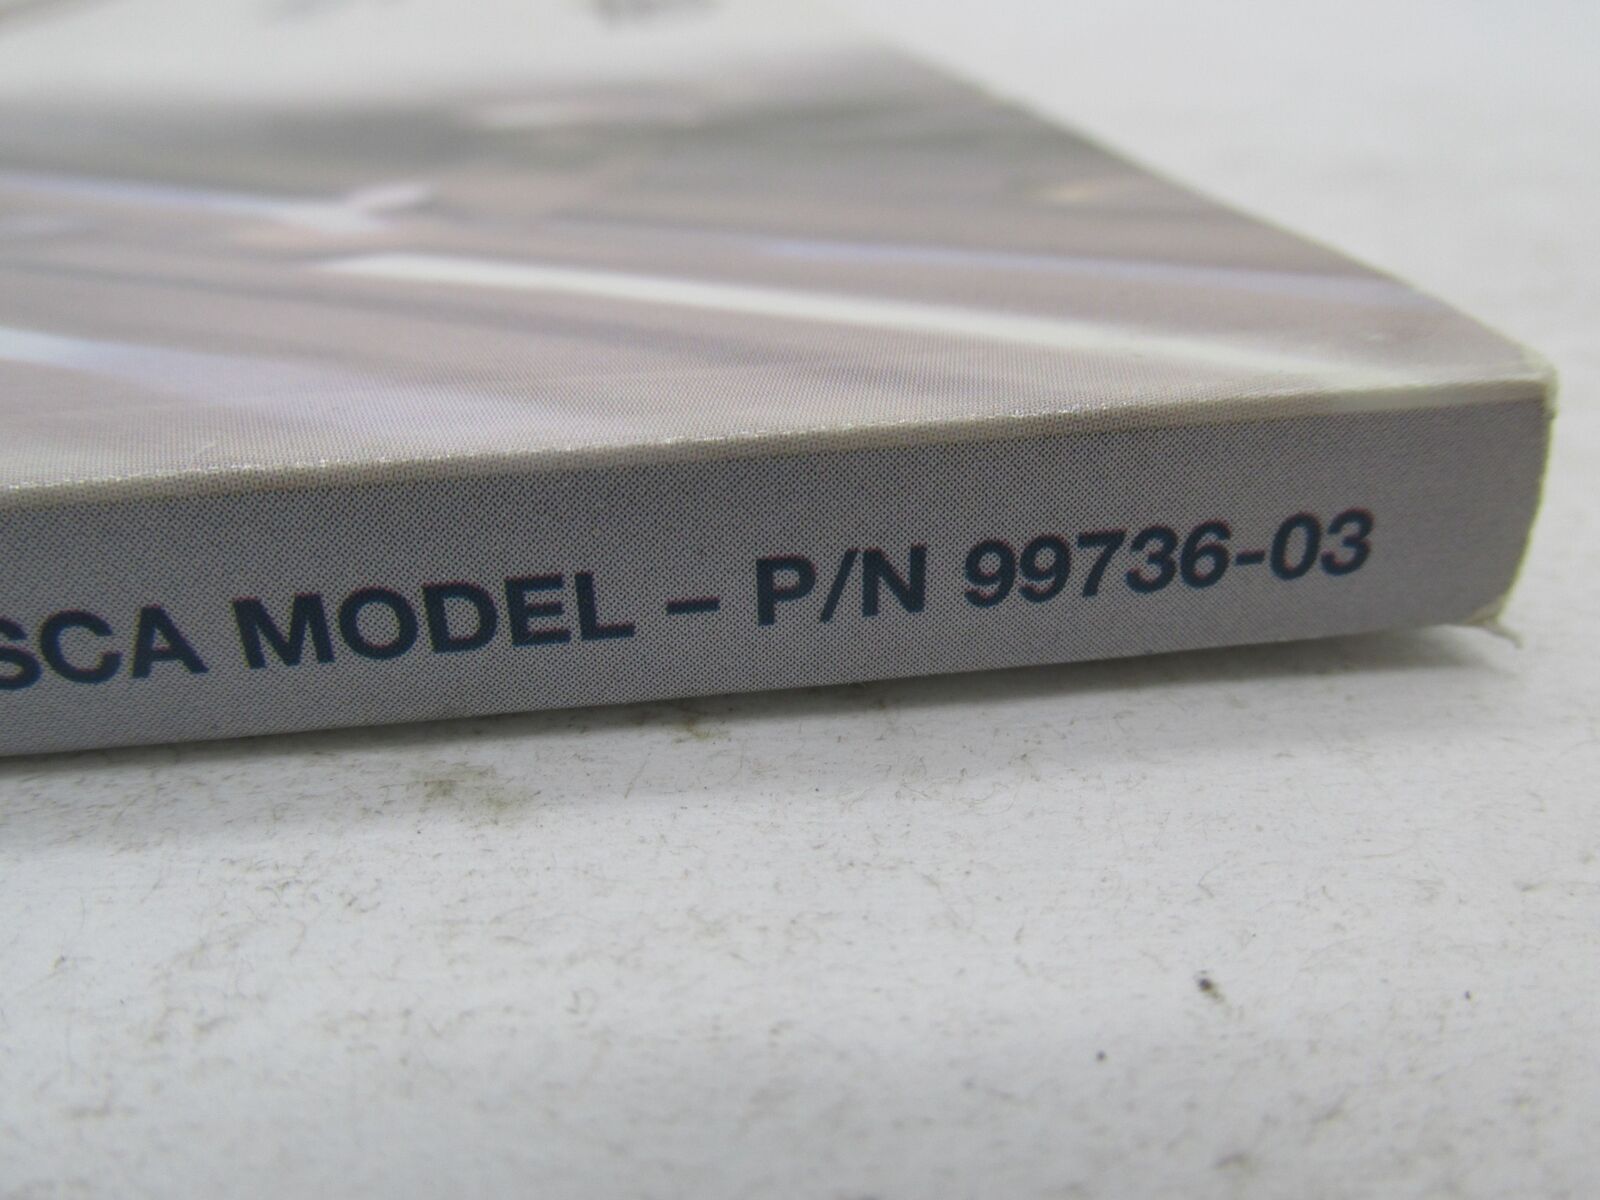 SCA MODEL – P/N 99736-03